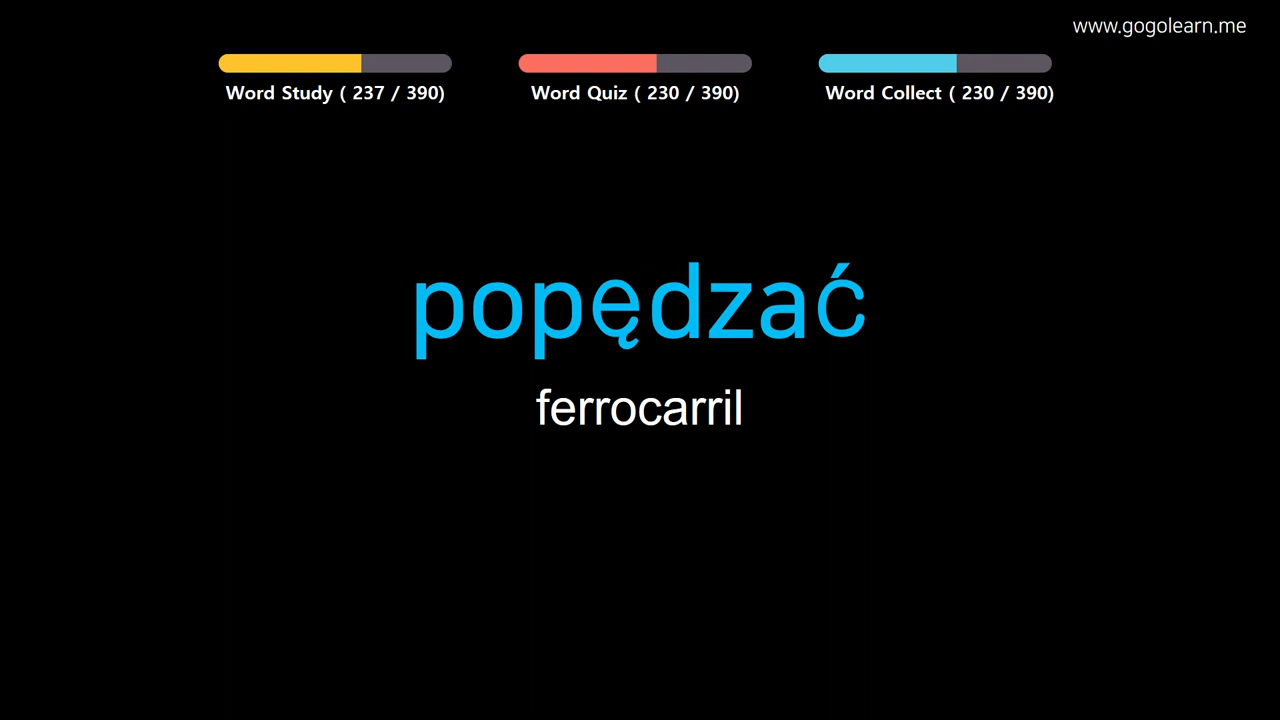 www.gogolearn.me
Word Study ( 237 / 390)
Word Quiz ( 230 / 390)
Word Collect ( 230 / 390)
popędzać
ferrocarril